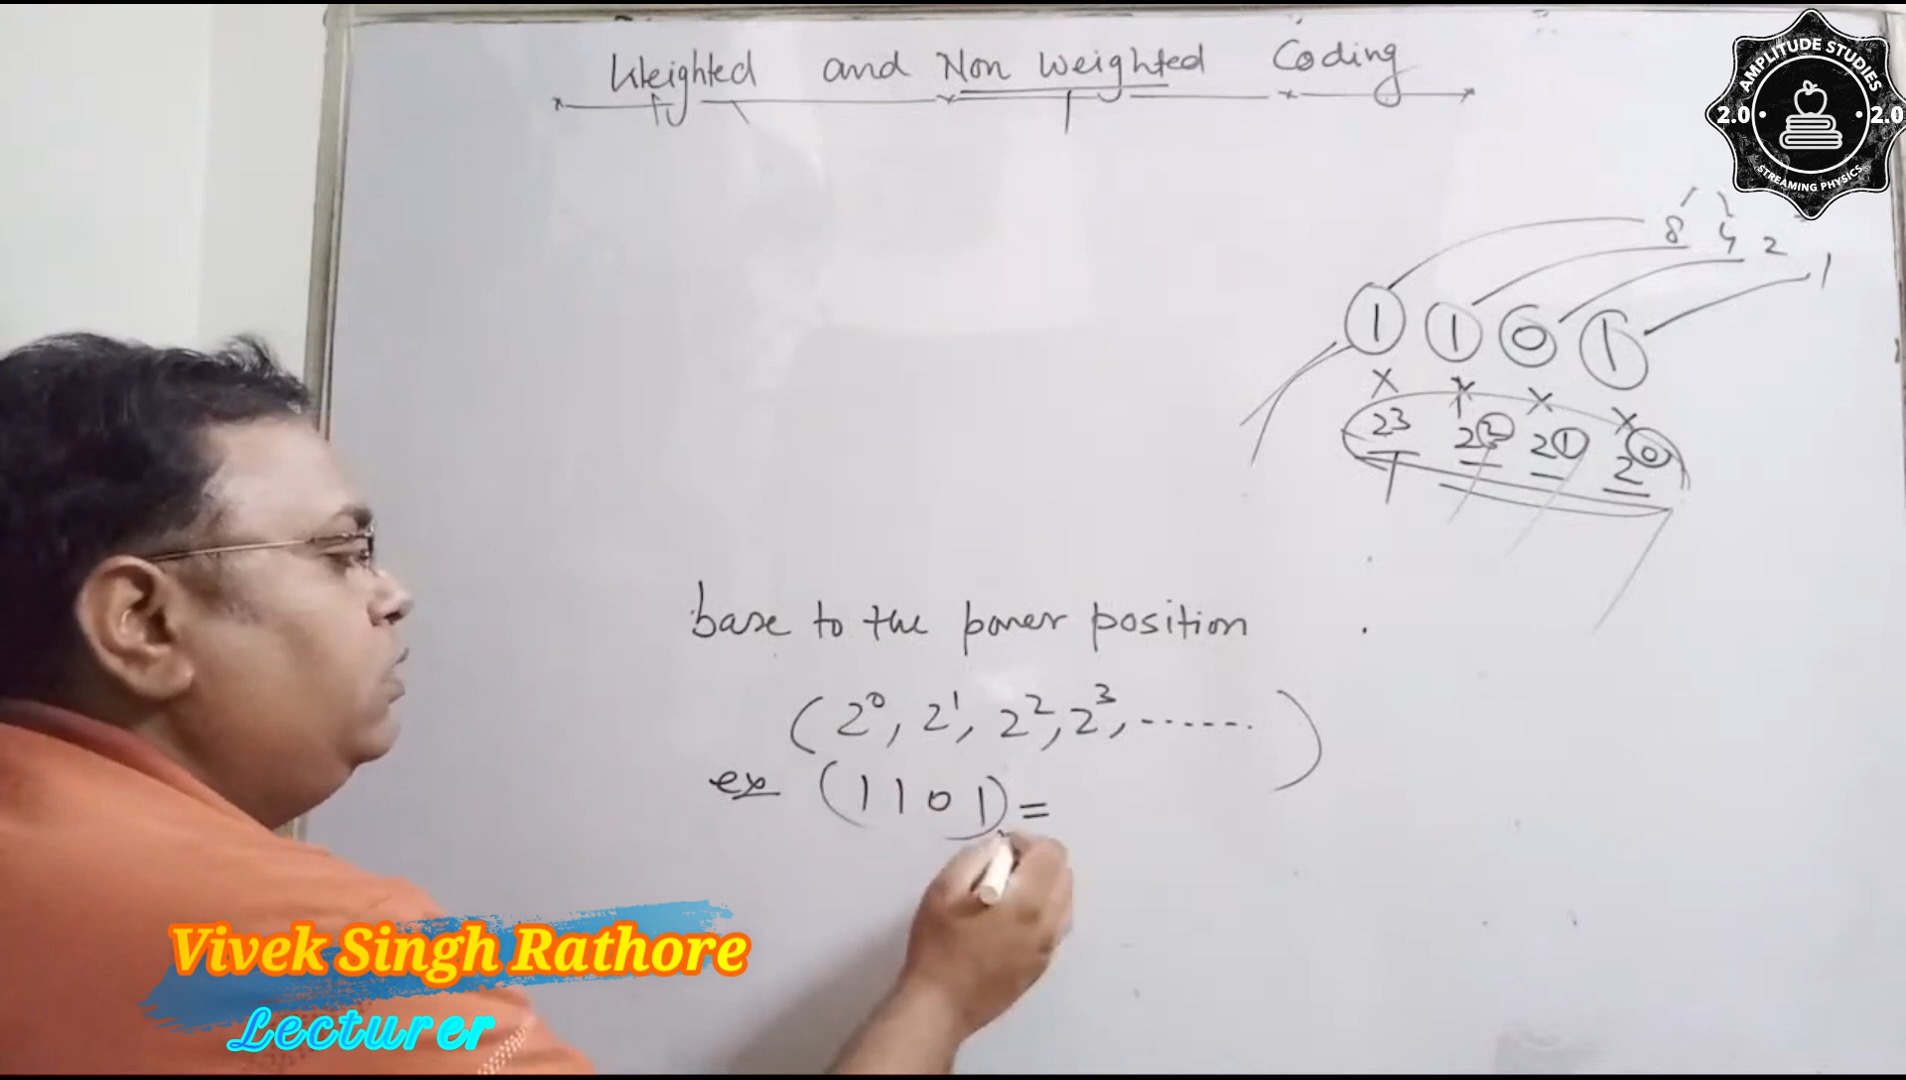 Weighted and Non Weighted Coding
AMPLITUDE STUDIES
2.0 2.0
STREAMING PHYSICS
8 4 2 1
1 1 0 1
× × × ×
2³ 2² 2¹ 2⁰
base to the power position
(2⁰, 2¹, 2², 2³, ------)
ex (1101) =
Vivek Singh Rathore
Lecturer